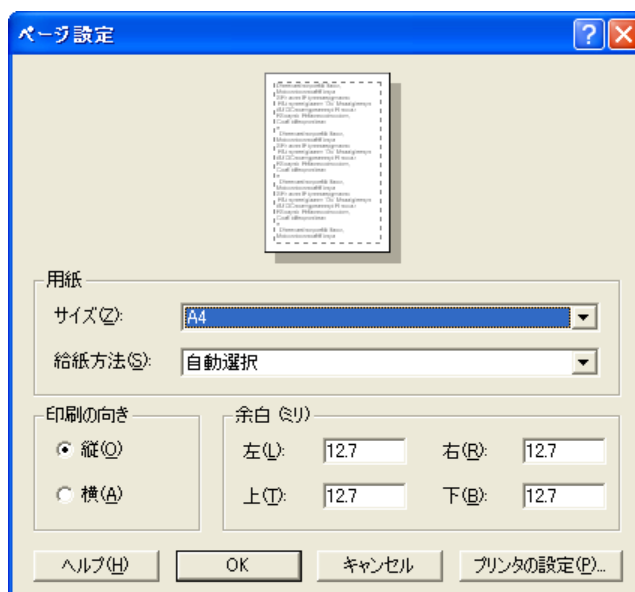 ページ設定
用紙
サイズ(Z): A4
給紙方法(S): 自動選択
印刷の向き
縦(O)
横(A)
余白 (ミリ)
左(L): 12.7 右(R): 12.7
上(T): 12.7 下(B): 12.7
ヘルプ(H) OK キャンセル プリンタの設定(P)...